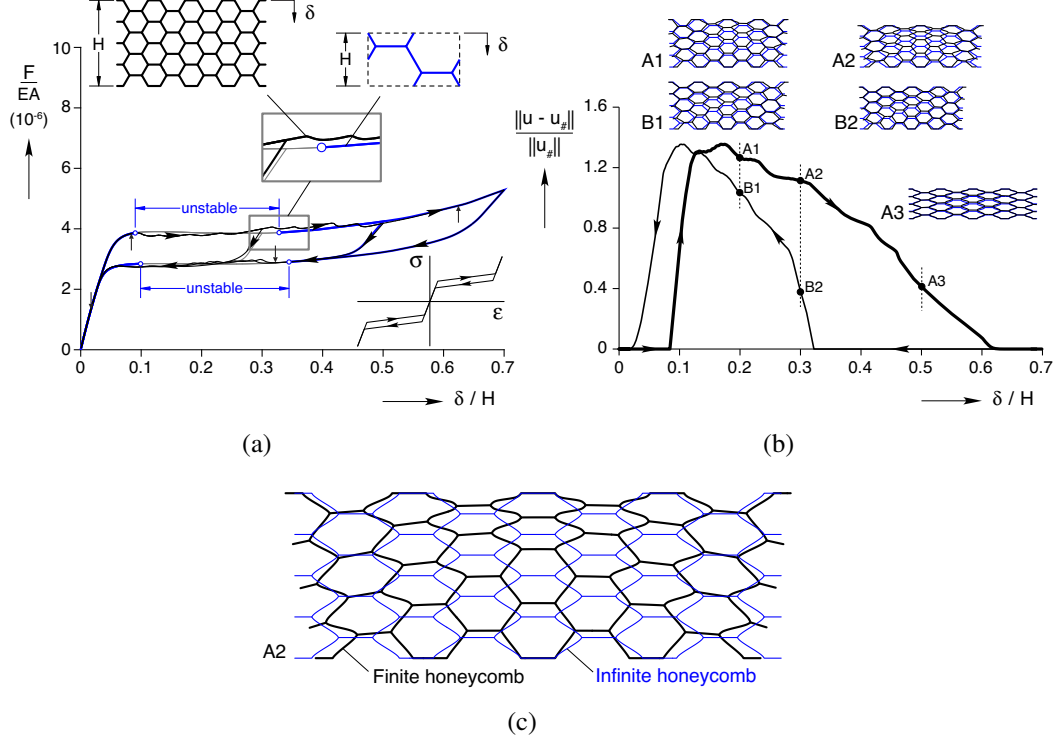 F
EA
(10-6)
10
8
6
4
2
0
0
0.1
0.2
0.3
0.4
0.5
0.6
0.7
δ / H
H
δ
H
δ
unstable
unstable
σ
ε
(a)
||u - u#||
||u#||
1.6
1.2
0.8
0.4
0
0
0.1
0.2
0.3
0.4
0.5
0.6
0.7
δ / H
A1
A2
B1
B2
A3
A1
B1
A2
B2
A3
(b)
A2
Finite honeycomb
Infinite honeycomb
(c)